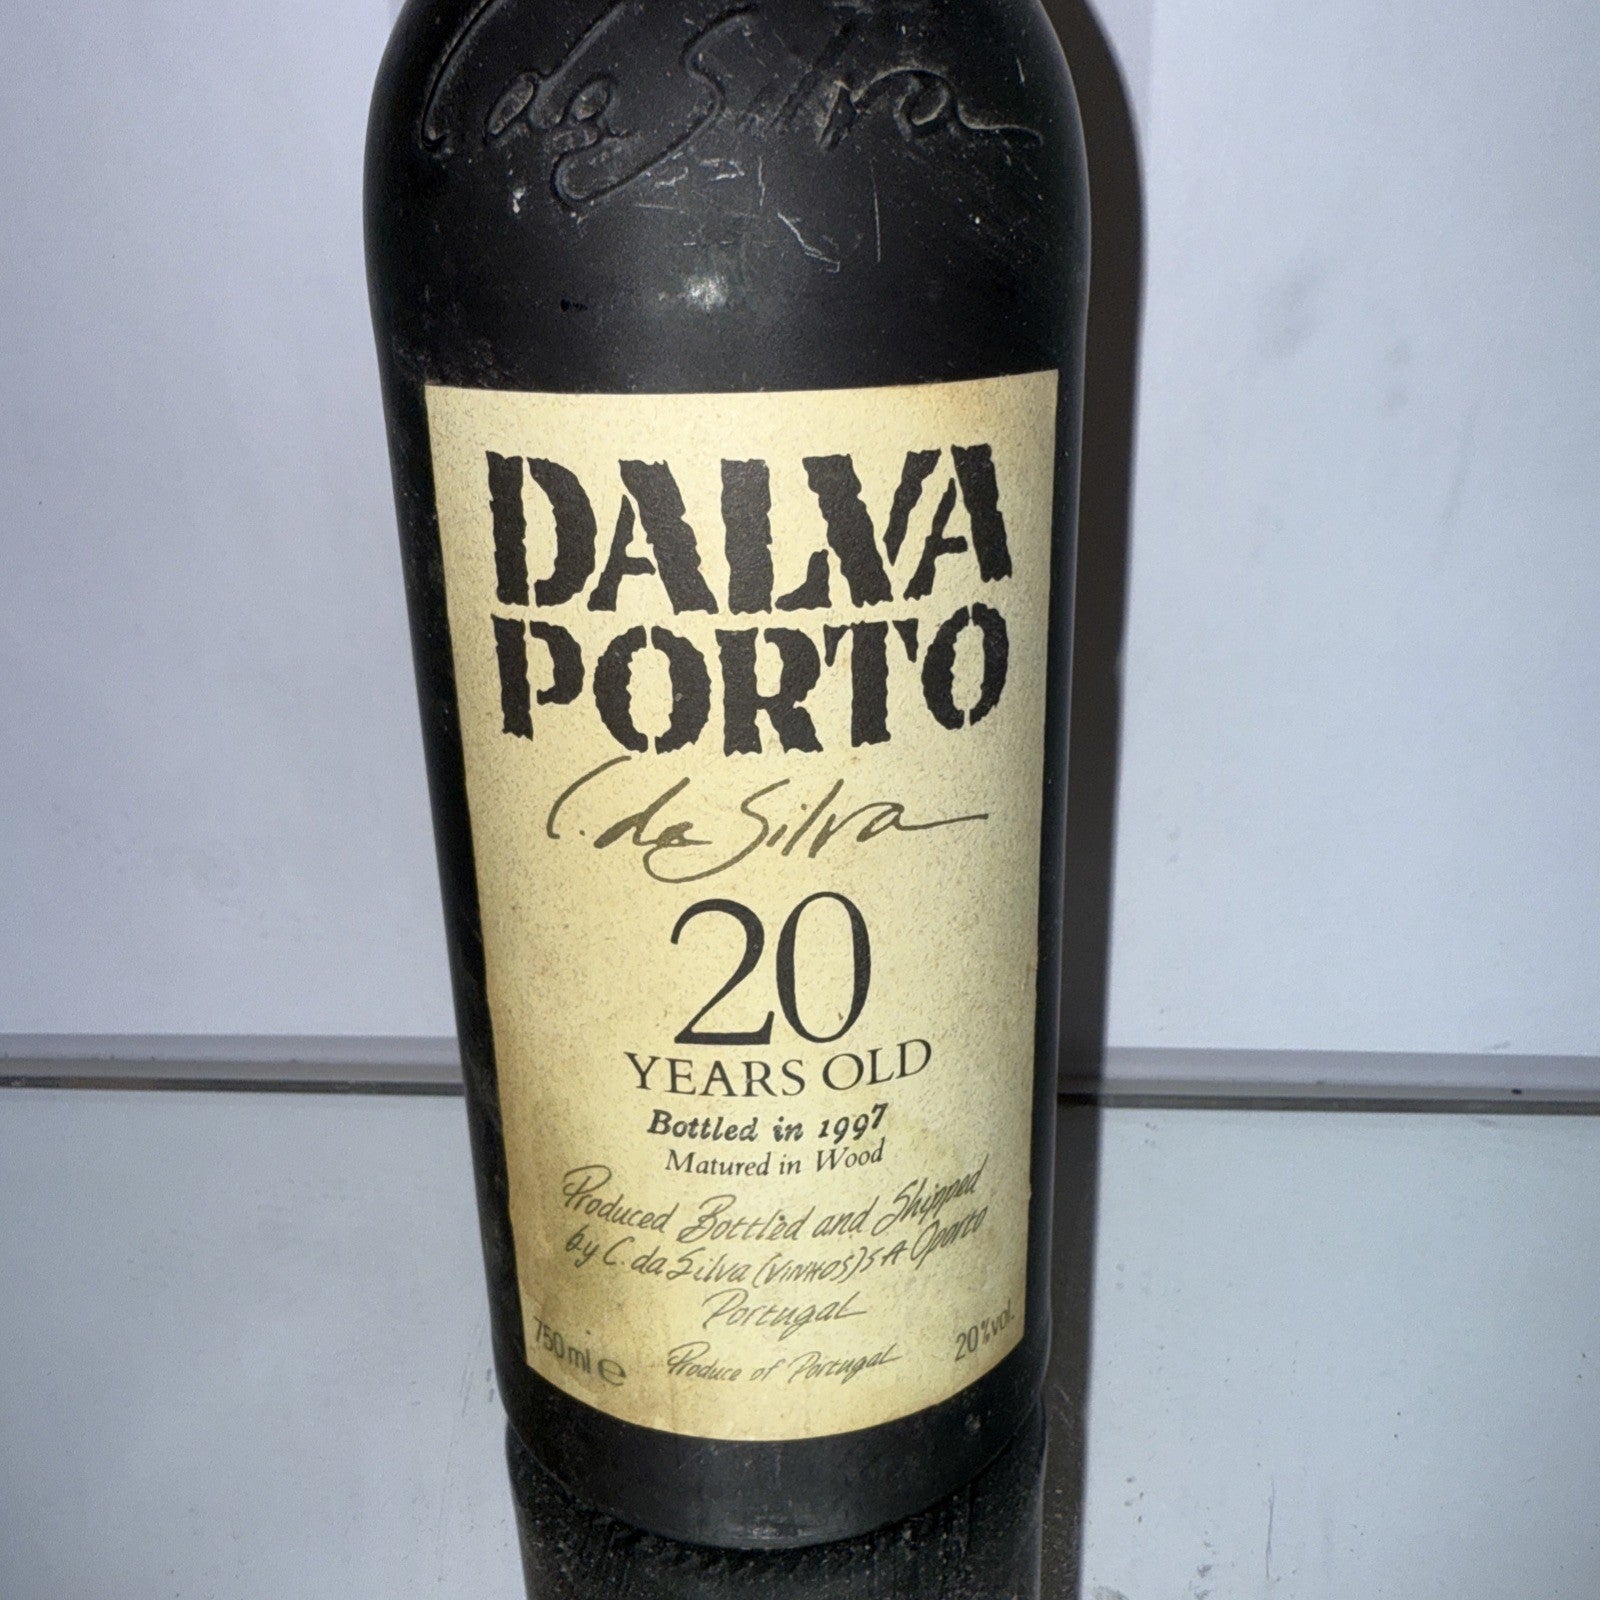 C. da Silva
DALVA
PORTO
C. da Silva
20
YEARS OLD
Bottled in 1997
Matured in Wood
Produced Bottled and Shipped
by C. da Silva (VINHOS) S A Oporto
Portugal
750 ml e Produce of Portugal 20% vol.